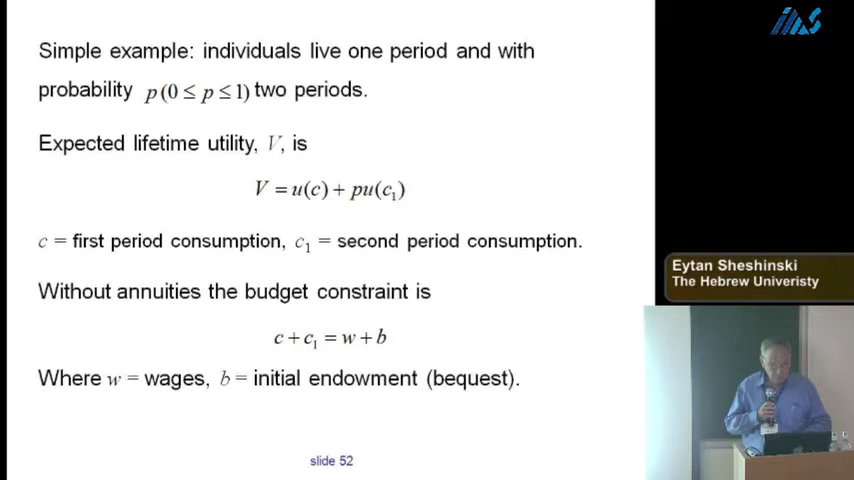 Simple example: individuals live one period and with
probability p (0 ≤ p ≤ 1) two periods.
Expected lifetime utility, V, is
V = u(c) + pu(c₁)
c = first period consumption, c₁ = second period consumption.
Without annuities the budget constraint is
c + c₁ = w + b
Where w = wages, b = initial endowment (bequest).
slide 52
IIAS
Eytan Sheshinski
The Hebrew Univeristy